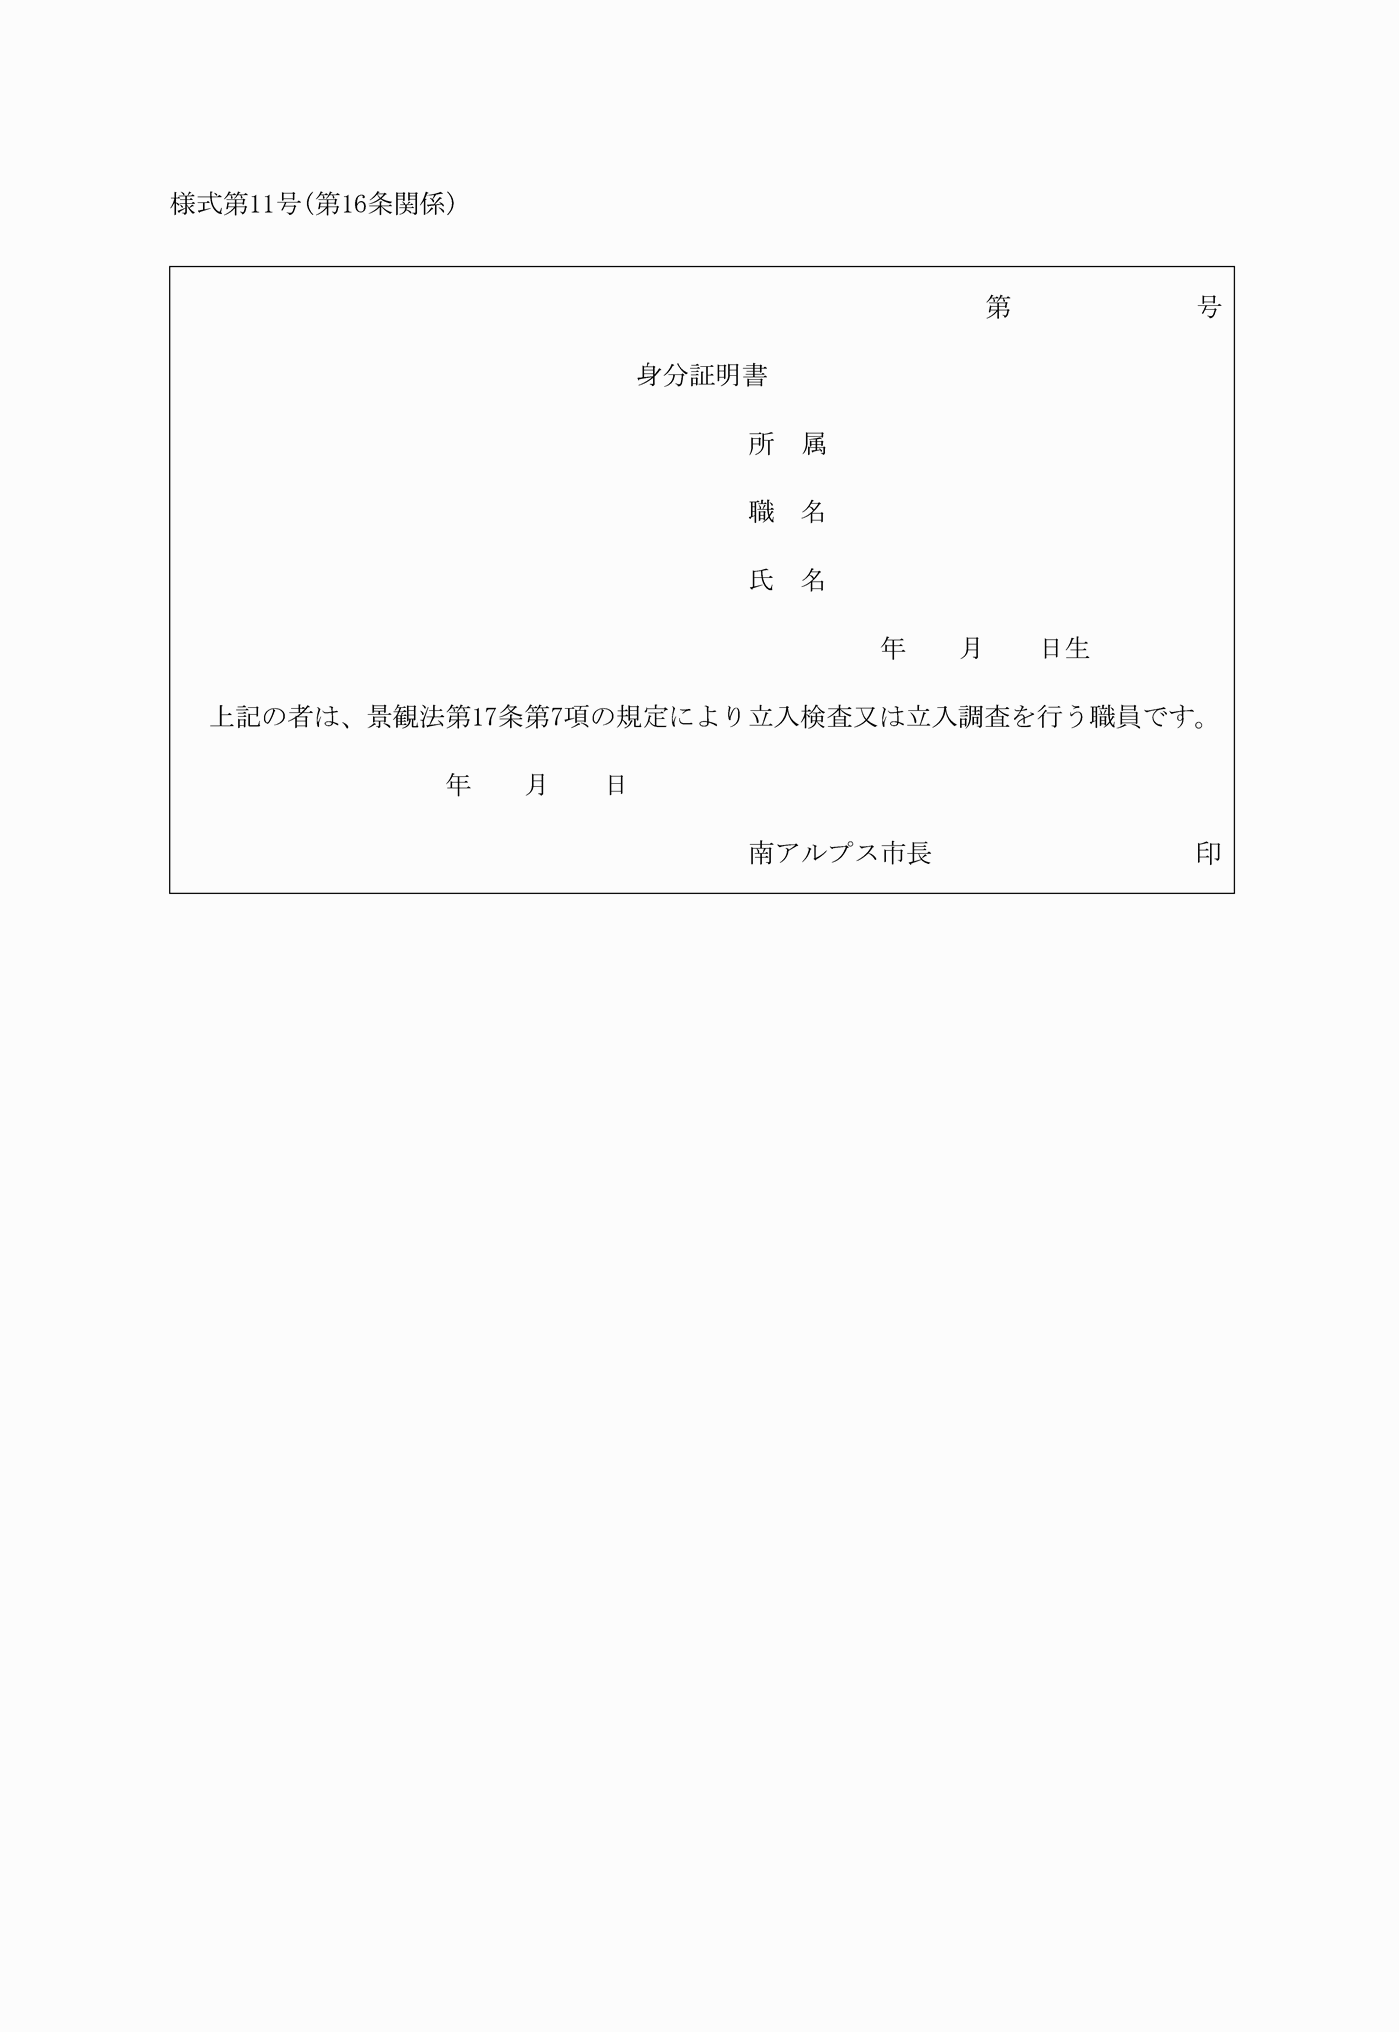 様式第11号(第16条関係)
第　　　　　　　号
身分証明書
所　属
職　名
氏　名
年　　月　　日生
上記の者は、景観法第17条第7項の規定により立入検査又は立入調査を行う職員です。
年　　月　　日
南アルプス市長　　　　　　　　　　印